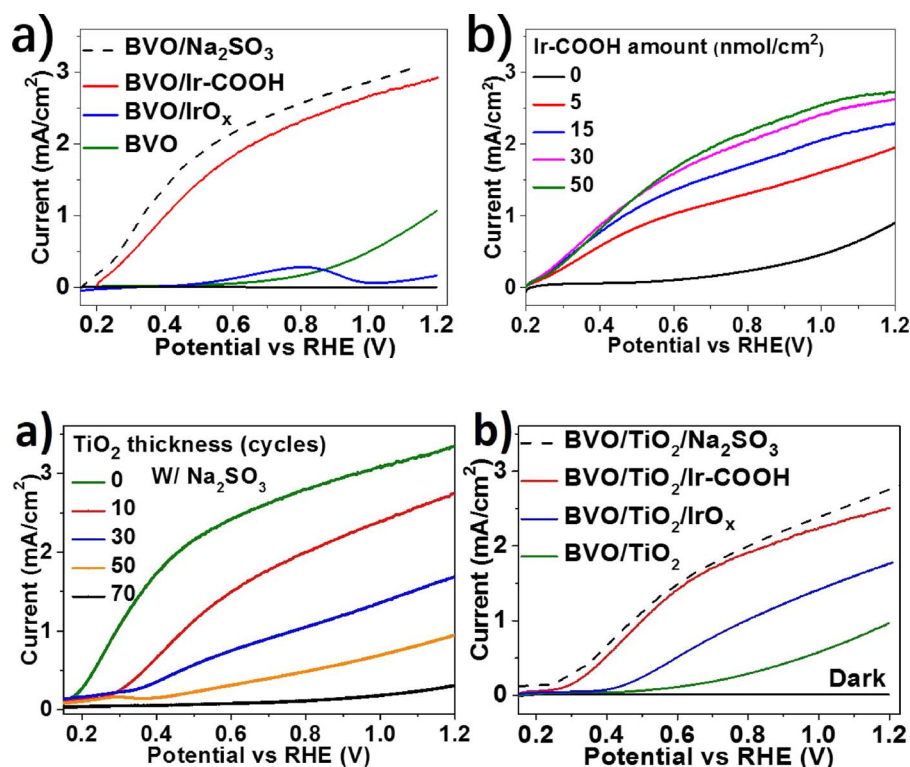 a)
BVO/Na₂SO₃
BVO/Ir-COOH
BVO/IrOₓ
BVO
Current (mA/cm²)
3
2
1
0
0.2 0.4 0.6 0.8 1.0 1.2
Potential vs RHE (V)
b)
Ir-COOH amount (nmol/cm²)
0
5
15
30
50
Current (mA/cm²)
3
2
1
0
0.2 0.4 0.6 0.8 1.0 1.2
Potential vs RHE(V)
a)
TiO₂ thickness (cycles)
W/ Na₂SO₃
0
10
30
50
70
Current (mA/cm²)
3
2
1
0
0.2 0.4 0.6 0.8 1.0 1.2
Potential vs RHE (V)
b)
BVO/TiO₂/Na₂SO₃
BVO/TiO₂/Ir-COOH
BVO/TiO₂/IrOₓ
BVO/TiO₂
Dark
Current (mA/cm²)
3
2
1
0
0.2 0.4 0.6 0.8 1.0 1.2
Potential vs RHE (V)